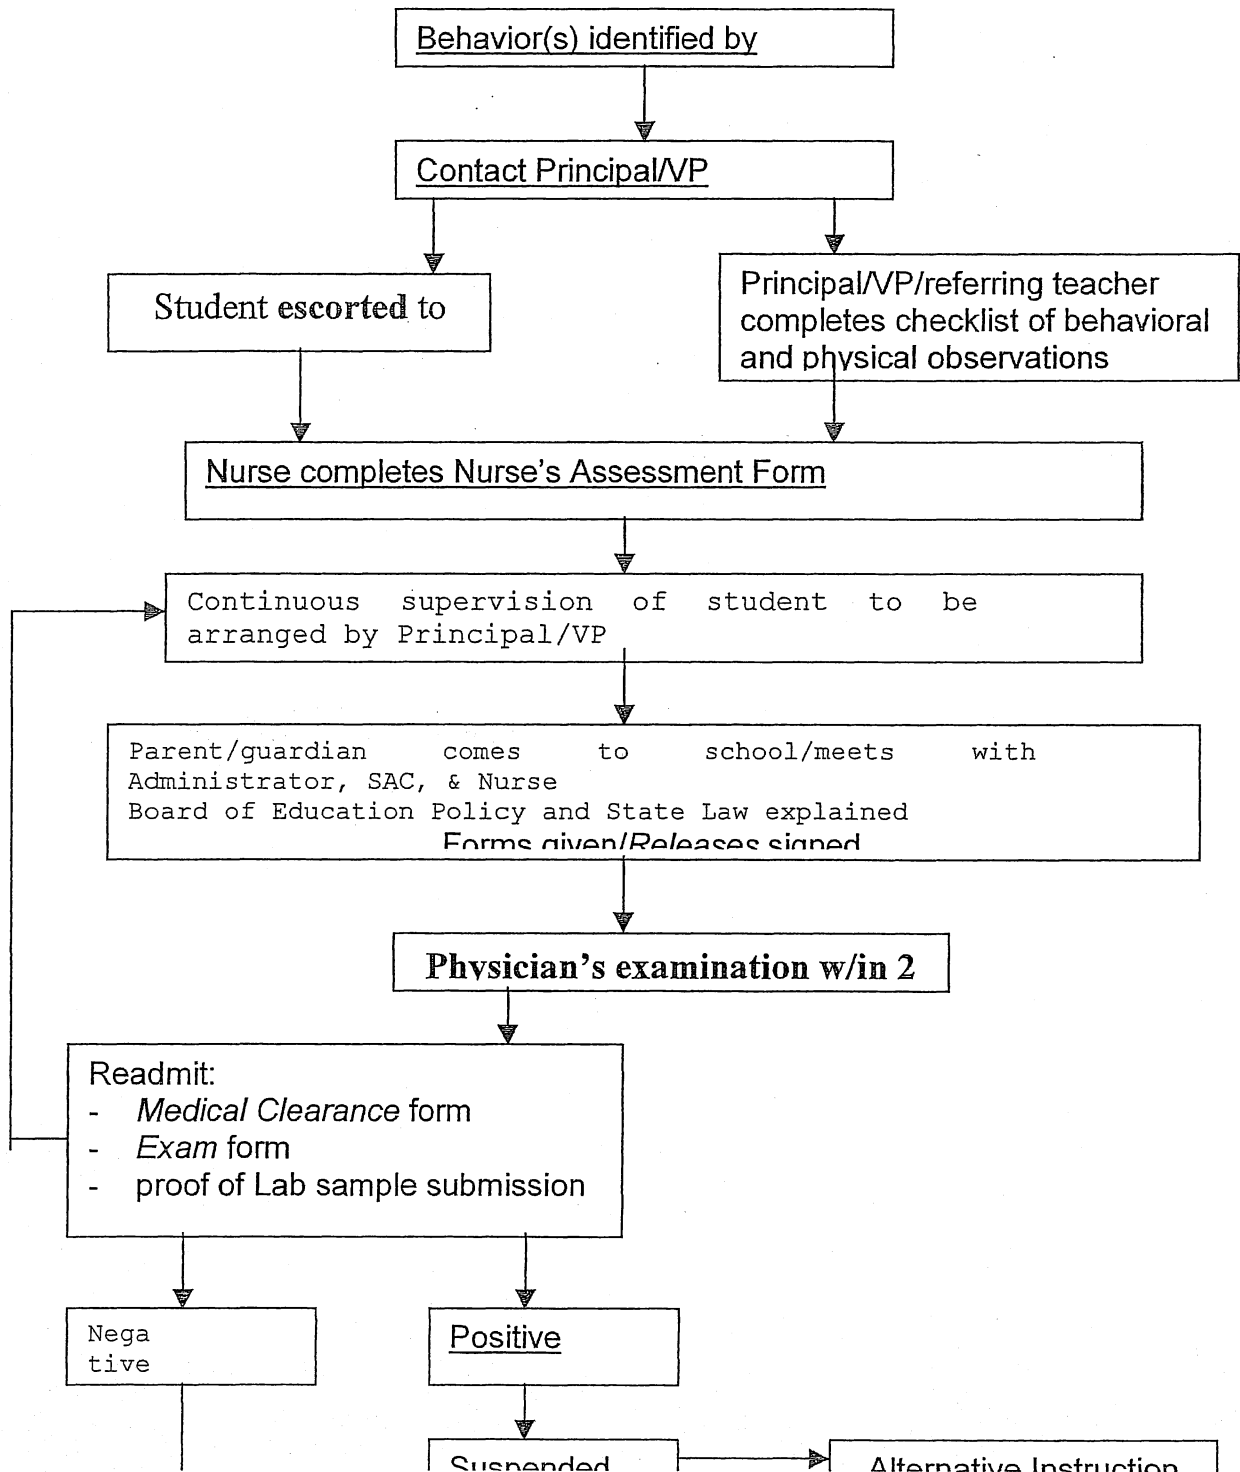 Behavior(s) identified by
Contact Principal/VP
Student escorted to
Principal/VP/referring teacher
completes checklist of behavioral
and physical observations
Nurse completes Nurse's Assessment Form
Continuous supervision of student to be
arranged by Principal/VP
Parent/guardian comes to school/meets with
Administrator, SAC, & Nurse
Board of Education Policy and State Law explained
Forms given/Releases signed
Physician's examination w/in 2
Readmit:
- Medical Clearance form
- Exam form
- proof of Lab sample submission
Nega
tive
Positive
Suspended
Alternative Instruction